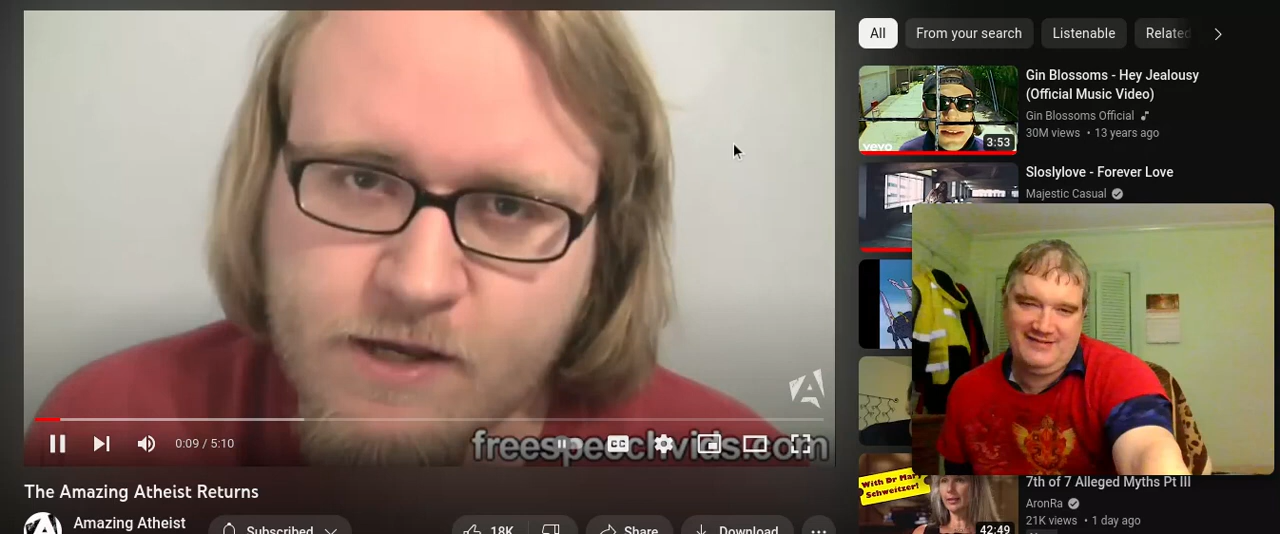 All
From your search
Listenable
Related
3:53
vevo
Gin Blossoms - Hey Jealousy
(Official Music Video)
Gin Blossoms Official
30M views • 13 years ago
Sloslylove - Forever Love
Majestic Casual
0:09 / 5:10
CC
freespeechvids.com
The Amazing Atheist Returns
Amazing Atheist
Subscribed
18K
Share
Download
With Dr Mar
Schweitzer!
42:49
7th of 7 Alleged Myths Pt III
AronRa
21K views • 1 day ago